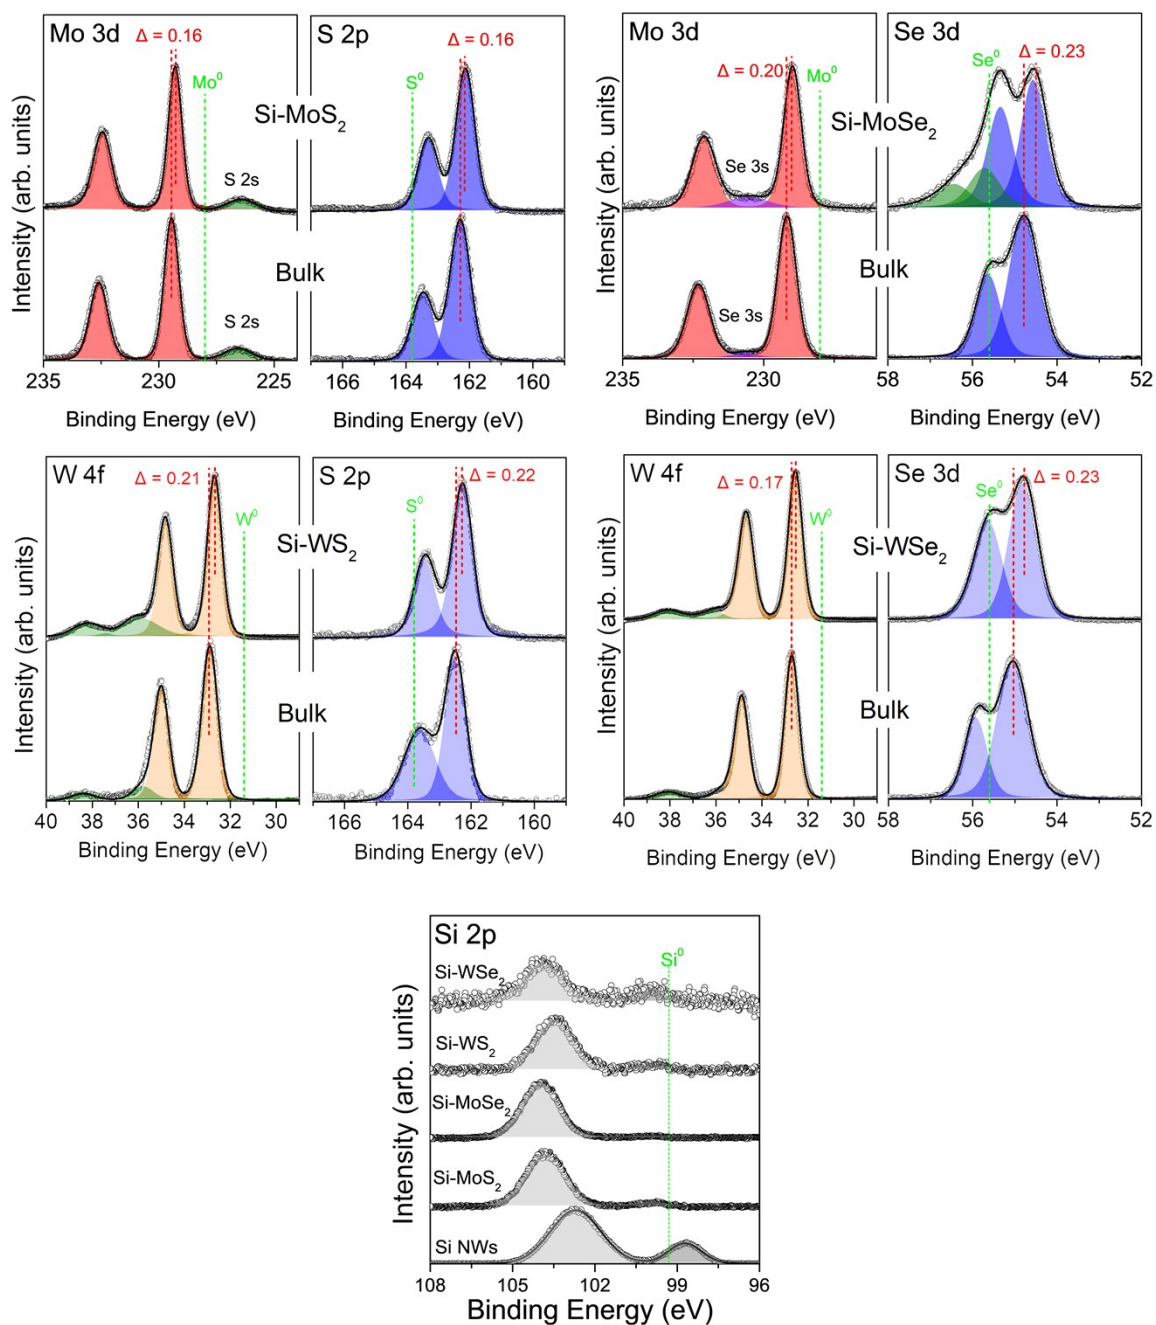 Mo 3d
Δ = 0.16
Mo⁰
Si-MoS₂
S 2s
Bulk
S 2s
235 230 225
Binding Energy (eV)
Intensity (arb. units)
S 2p
Δ = 0.16
S⁰
166 164 162 160
Binding Energy (eV)
Mo 3d
Δ = 0.20
Mo⁰
Si-MoSe₂
Se 3s
Bulk
Se 3s
235 230
Binding Energy (eV)
Intensity (arb. units)
Se 3d
Δ = 0.23
Se⁰
58 56 54 52
Binding Energy (eV)
W 4f
Δ = 0.21
W⁰
Si-WS₂
Bulk
40 38 36 34 32 30
Binding Energy (eV)
Intensity (arb. units)
S 2p
Δ = 0.22
S⁰
166 164 162 160
Binding Energy (eV)
W 4f
Δ = 0.17
W⁰
Si-WSe₂
Bulk
40 38 36 34 32 30
Binding Energy (eV)
Intensity (arb. units)
Se 3d
Δ = 0.23
Se⁰
58 56 54 52
Binding Energy (eV)
Si 2p
Si⁰
Si-WSe₂
Si-WS₂
Si-MoSe₂
Si-MoS₂
Si NWs
108 105 102 99 96
Binding Energy (eV)
Intensity (arb. units)